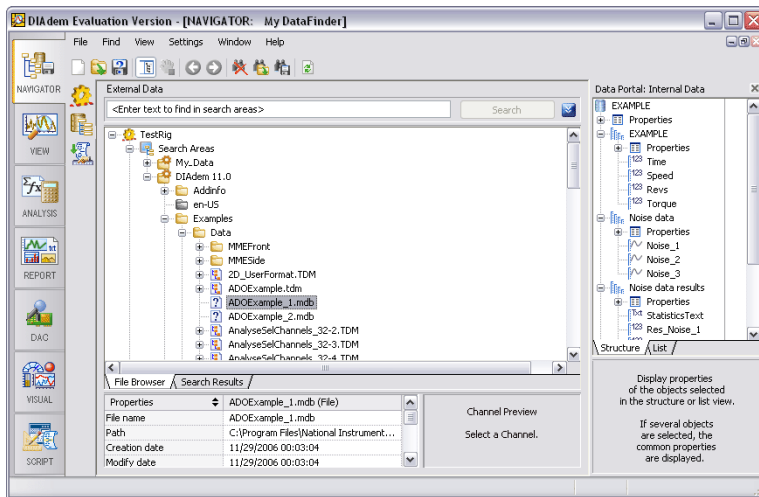 DIAdem Evaluation Version - [NAVIGATOR: My DataFinder]
File Find View Settings Window Help
NAVIGATOR
VIEW
ANALYSIS
REPORT
DAC
VISUAL
SCRIPT
External Data
<Enter text to find in search areas>
Search
TestRig
Search Areas
My_Data
DIAdem 11.0
Addinfo
en-US
Examples
Data
MMEFront
MMESide
2D_UserFormat.TDM
ADOExample.tdm
ADOExample_1.mdb
ADOExample_2.mdb
AnalyseSelChannels_32-2.TDM
AnalyseSelChannels_32-3.TDM
AnalyseSelChannels_32-4.TDM
File Browser Search Results
Properties ADOExample_1.mdb (File)
File name ADOExample_1.mdb
Path C:\Program Files\National Instrument...
Creation date 11/29/2006 00:03:04
Modify date 11/29/2006 00:03:04
Channel Preview
Select a Channel.
Data Portal: Internal Data
EXAMPLE
Properties
EXAMPLE
Properties
123 Time
123 Speed
123 Revs
123 Torque
Noise data
Properties
Noise_1
Noise_2
Noise_3
Noise data results
Properties
Txt StatisticsText
123 Res_Noise_1
Structure List
Display properties
of the objects selected
in the structure or list view.
If several objects
are selected, the
common properties
are displayed.